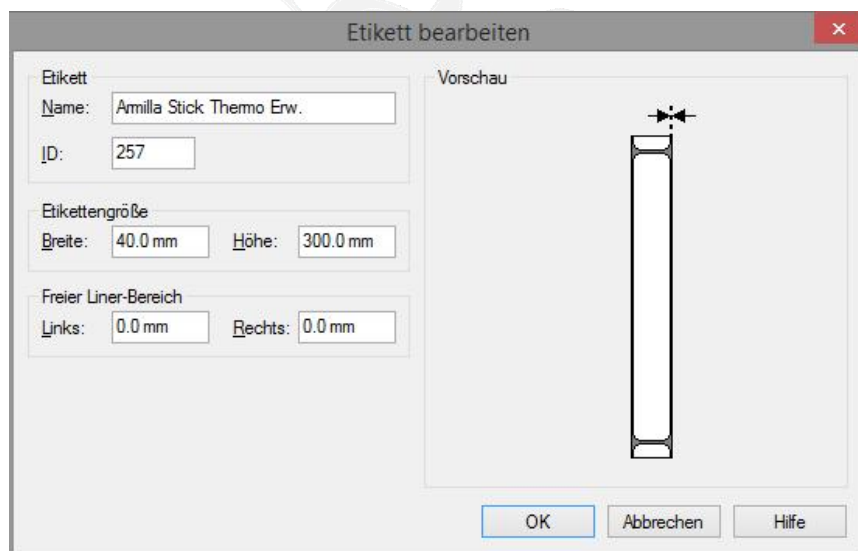 Etikett bearbeiten
Etikett
Name: Armilla Stick Thermo Erw.
ID: 257
Etikettengröße
Breite: 40.0 mm Höhe: 300.0 mm
Freier Liner-Bereich
Links: 0.0 mm Rechts: 0.0 mm
Vorschau
OK Abbrechen Hilfe